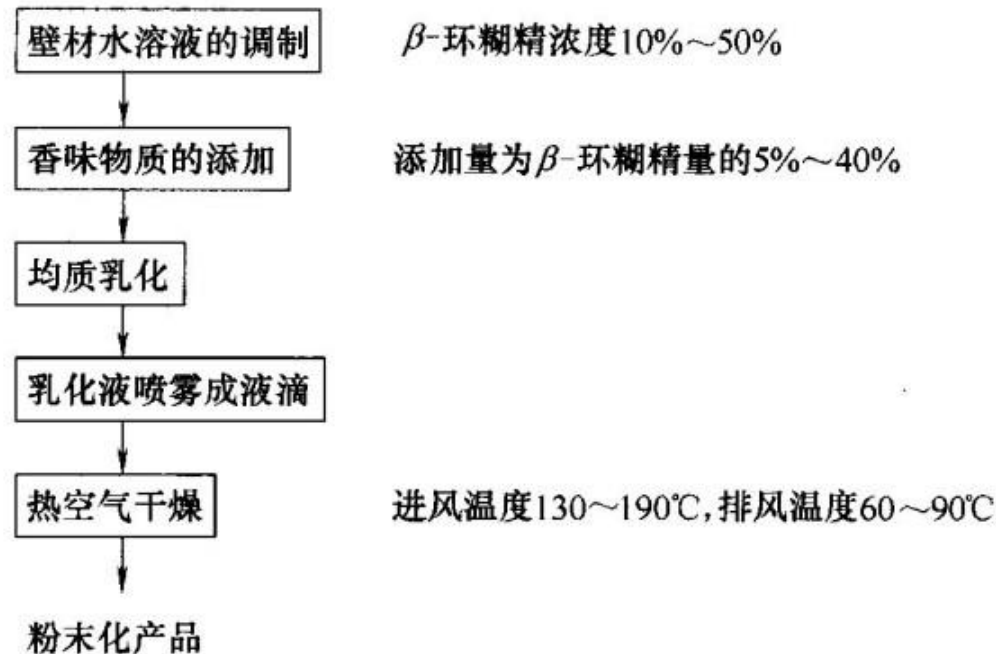 壁材水溶液的调制 β-环糊精浓度10%～50%
香味物质的添加 添加量为β-环糊精量的5%～40%
均质乳化
乳化液喷雾成液滴
热空气干燥 进风温度130～190℃,排风温度60～90℃
粉末化产品